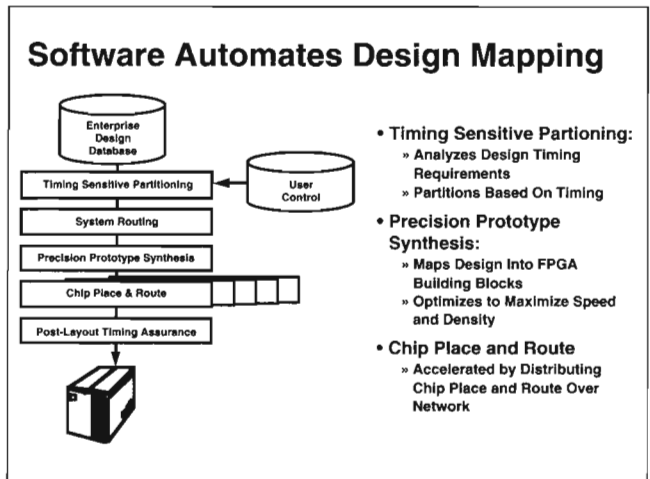 Software Automates Design Mapping
Enterprise
Design
Database
Timing Sensitive Partitioning
User
Control
System Routing
Precision Prototype Synthesis
Chip Place & Route
Post-Layout Timing Assurance
• Timing Sensitive Partioning:
» Analyzes Design Timing
Requirements
» Partitions Based On Timing
• Precision Prototype
Synthesis:
» Maps Design Into FPGA
Building Blocks
» Optimizes to Maximize Speed
and Density
• Chip Place and Route
» Accelerated by Distributing
Chip Place and Route Over
Network